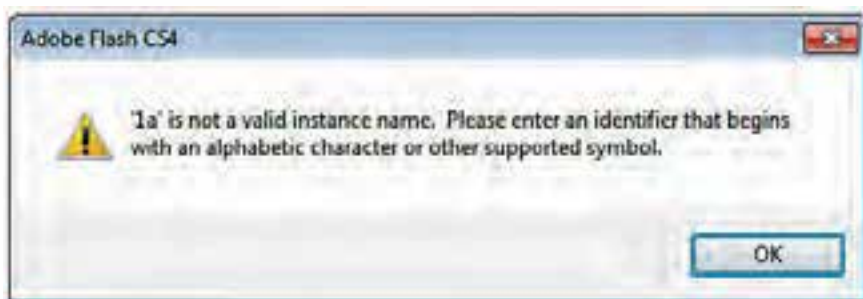 Adobe Flash CS4
'1a' is not a valid instance name. Please enter an identifier that begins
with an alphabetic character or other supported symbol.
OK